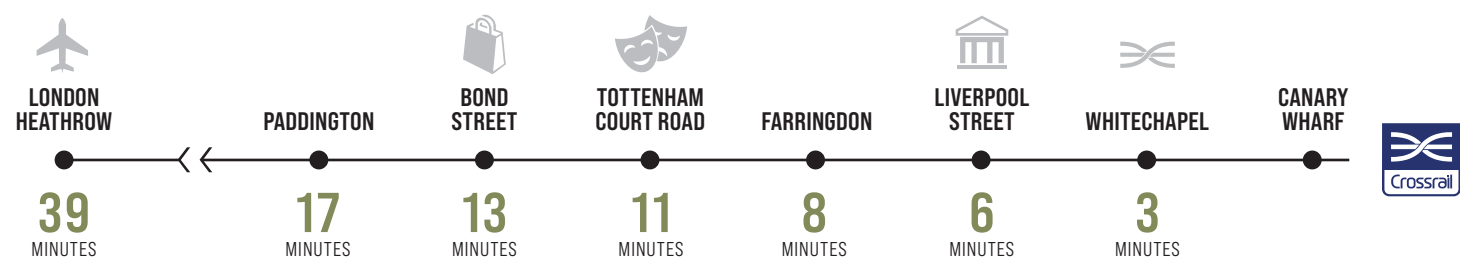 LONDON
HEATHROW
PADDINGTON
BOND
STREET
TOTTENHAM
COURT ROAD
FARRINGDON
LIVERPOOL
STREET
WHITECHAPEL
CANARY
WHARF
Crossrail
39
MINUTES
17
MINUTES
13
MINUTES
11
MINUTES
8
MINUTES
6
MINUTES
3
MINUTES